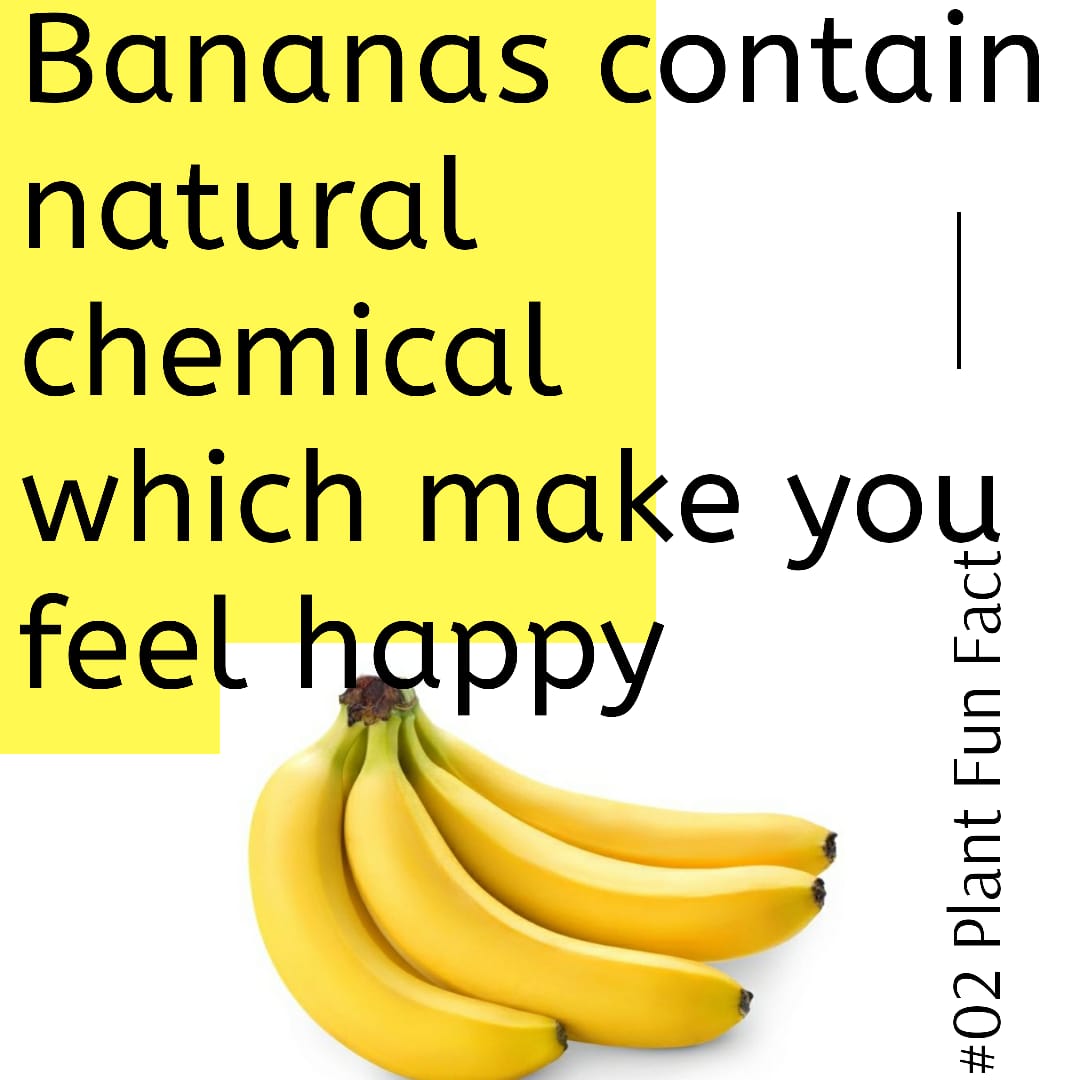 Bananas contain
natural
chemical
which make you
feel happy
#02 Plant Fun Fact